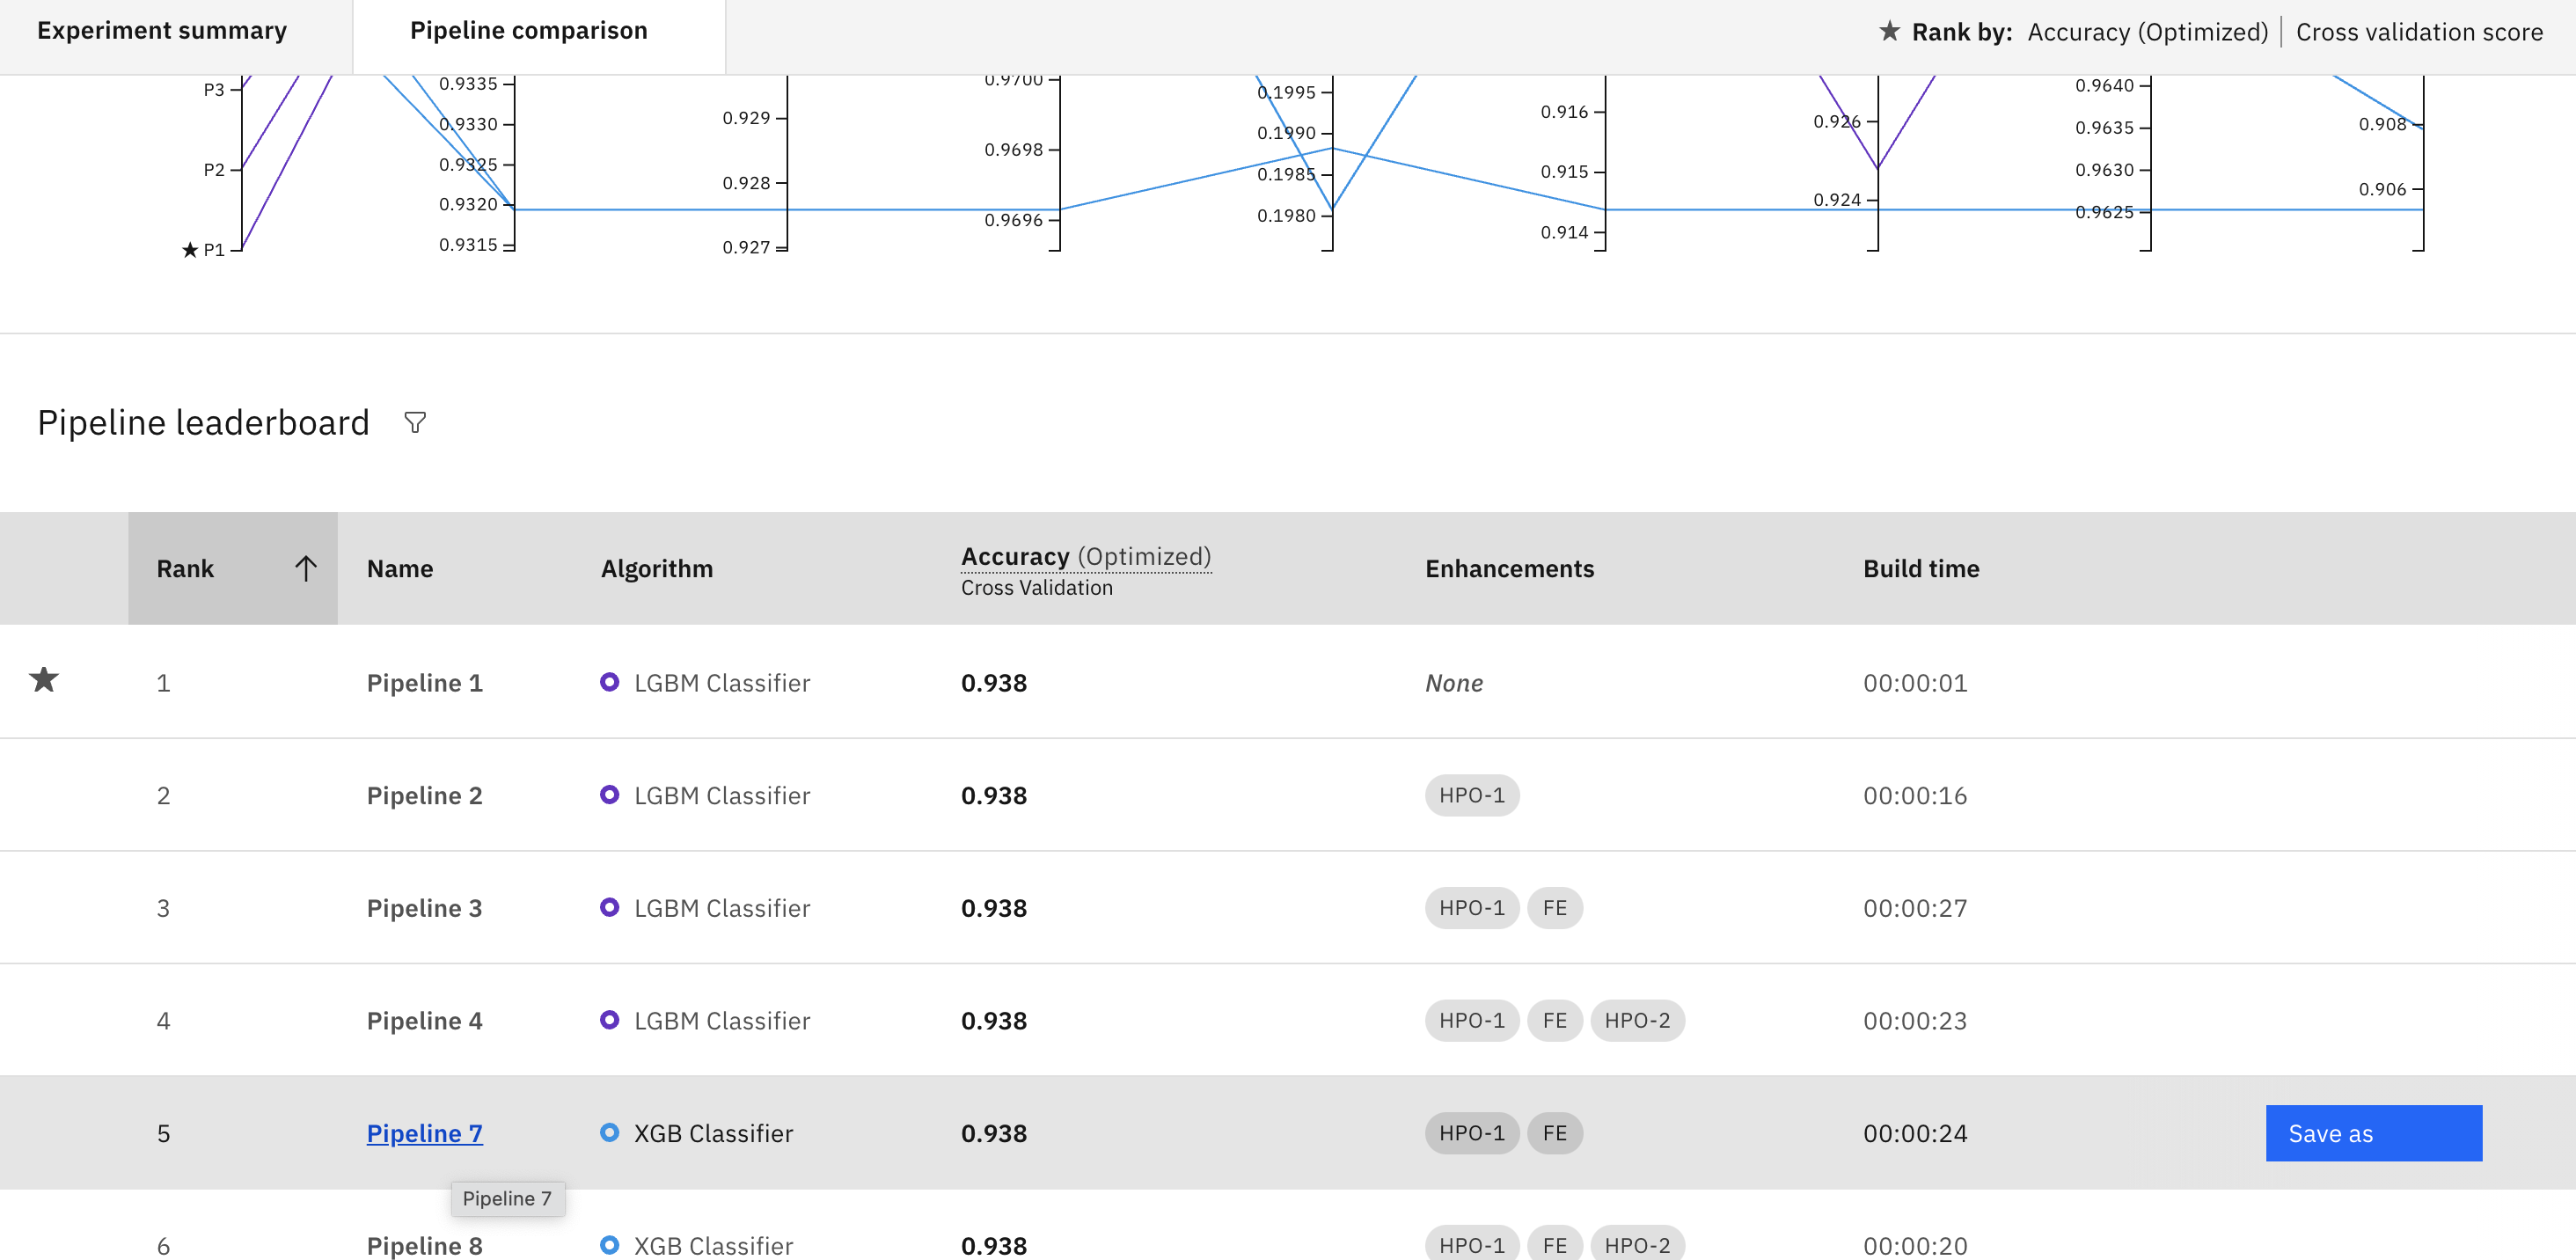 Experiment summary
Pipeline comparison
Rank by: Accuracy (Optimized) | Cross validation score
P3
P2
★ P1
0.9335
0.9330
0.9325
0.9320
0.9315
0.929
0.928
0.927
0.9700
0.9698
0.9696
0.1995
0.1990
0.1985
0.1980
0.916
0.915
0.914
0.926
0.924
0.9640
0.9635
0.9630
0.9625
0.908
0.906
Pipeline leaderboard
Rank Name Algorithm Accuracy (Optimized) Enhancements Build time
Cross Validation
1 Pipeline 1 LGBM Classifier 0.938 None 00:00:01
2 Pipeline 2 LGBM Classifier 0.938 HPO-1 00:00:16
3 Pipeline 3 LGBM Classifier 0.938 HPO-1 FE 00:00:27
4 Pipeline 4 LGBM Classifier 0.938 HPO-1 FE HPO-2 00:00:23
5 Pipeline 7 XGB Classifier 0.938 HPO-1 FE 00:00:24 Save as
Pipeline 7
6 Pipeline 8 XGB Classifier 0.938 HPO-1 FE HPO-2 00:00:20